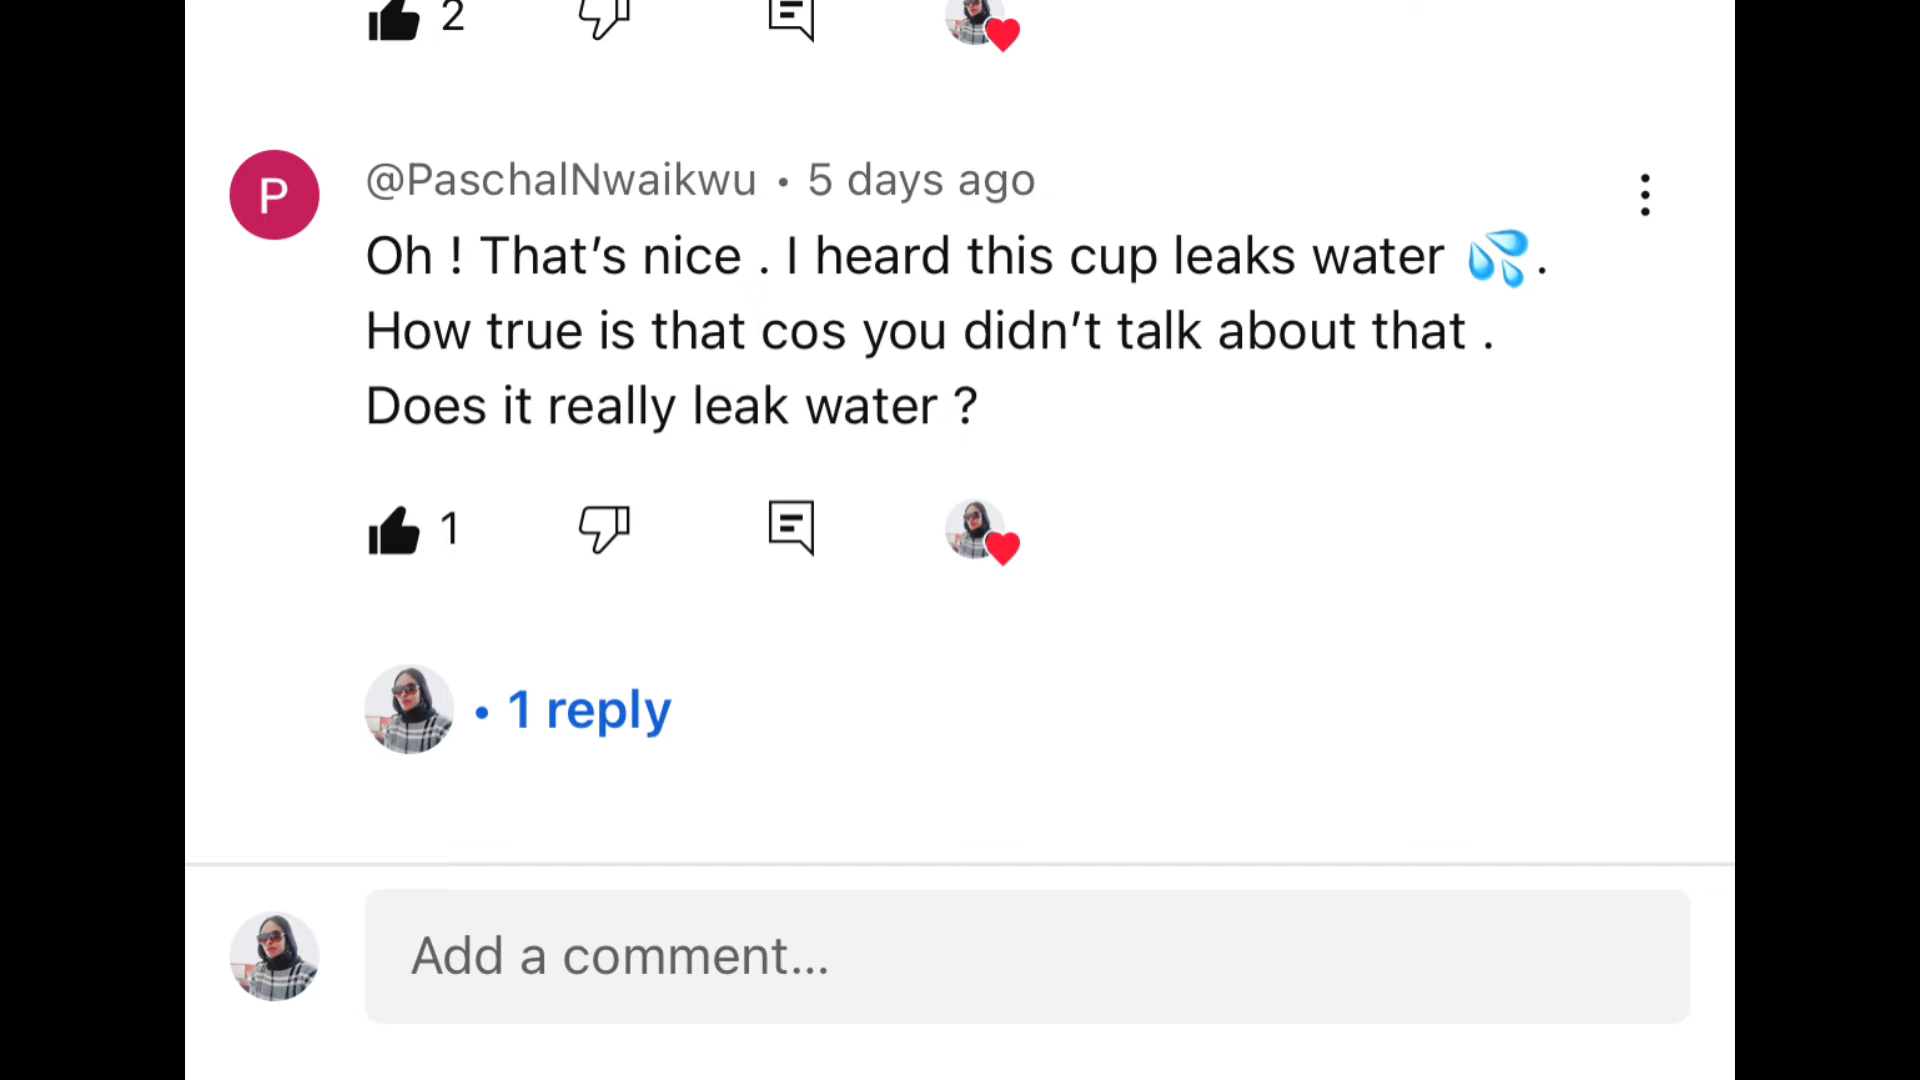 2
P
@PaschalNwaikwu • 5 days ago
Oh ! That’s nice . I heard this cup leaks water 💦.
How true is that cos you didn’t talk about that .
Does it really leak water ?
1
• 1 reply
Add a comment...